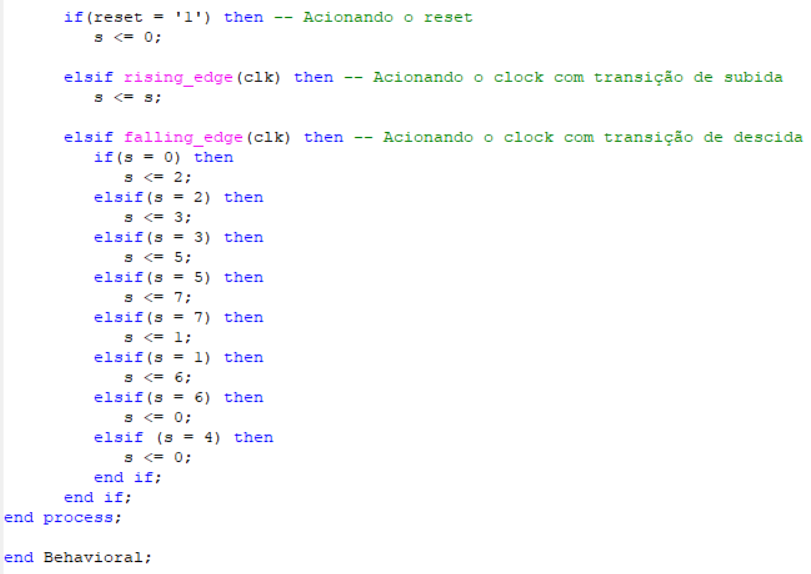 if(reset = '1') then -- Acionando o reset
s <= 0;
elsif rising_edge(clk) then -- Acionando o clock com transição de subida
s <= s;
elsif falling_edge(clk) then -- Acionando o clock com transição de descida
if(s = 0) then
s <= 2;
elsif(s = 2) then
s <= 3;
elsif(s = 3) then
s <= 5;
elsif(s = 5) then
s <= 7;
elsif(s = 7) then
s <= 1;
elsif(s = 1) then
s <= 6;
elsif(s = 6) then
s <= 0;
elsif (s = 4) then
s <= 0;
end if;
end if;
end process;
end Behavioral;